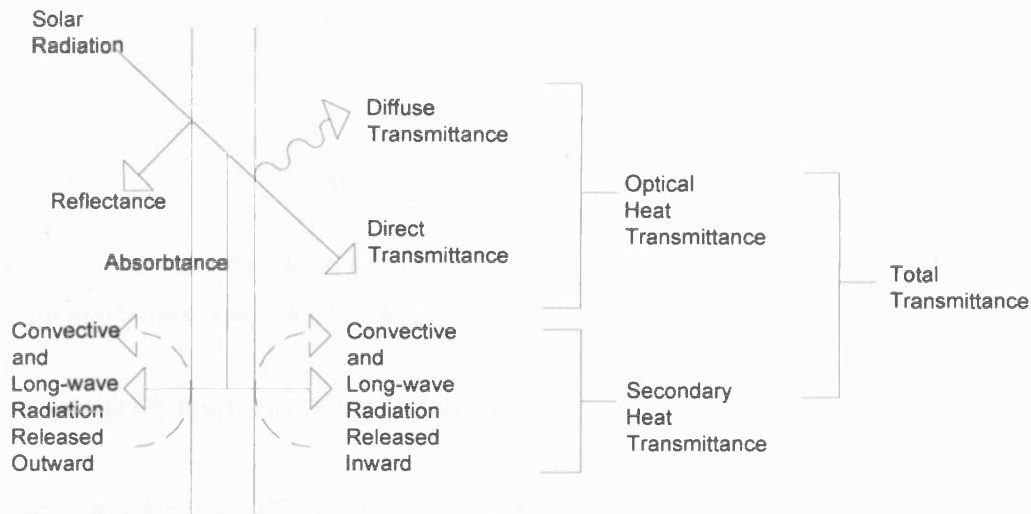 Solar
Radiation
Diffuse
Transmittance
Reflectance
Optical
Heat
Transmittance
Direct
Transmittance
Absorbtance
Total
Transmittance
Convective
and
Long-wave
Radiation
Released
Outward
Convective
and
Long-wave
Radiation
Released
Inward
Secondary
Heat
Transmittance